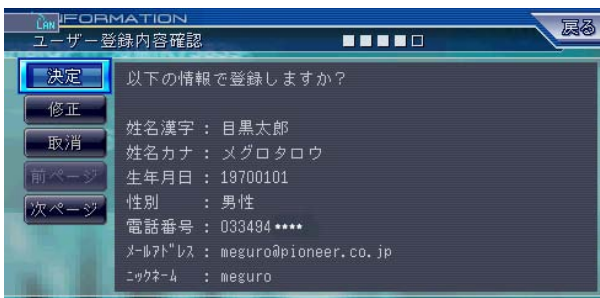 LAN INFORMATION
戻る
ユーザー登録内容確認 ■■■■□
決定
修正
取消
前ページ
次ページ
以下の情報で登録しますか？
姓名漢字 : 目黒太郎
姓名カナ : メグロタロウ
生年月日 : 19700101
性別 : 男性
電話番号 : 033494****
ﾒｰﾙｱﾄﾞﾚｽ : meguro@pioneer.co.jp
ﾆｯｸﾈｰﾑ : meguro